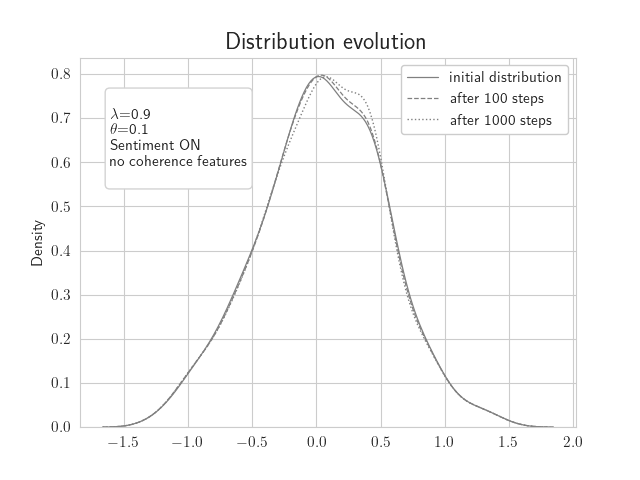 Distribution evolution
λ=0.9
θ=0.1
Sentiment ON
no coherence features
initial distribution
after 100 steps
after 1000 steps
Density
0.8
0.7
0.6
0.5
0.4
0.3
0.2
0.1
0.0
−1.5 −1.0 −0.5 0.0 0.5 1.0 1.5 2.0